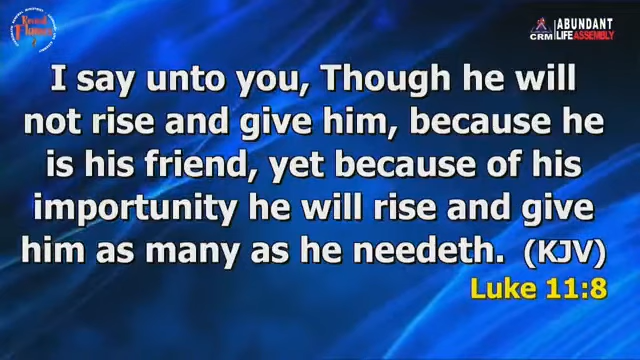 ABUNDANT
CRM LIFE ASSEMBLY
I say unto you, Though he will
not rise and give him, because he
is his friend, yet because of his
importunity he will rise and give
him as many as he needeth. (KJV)
Luke 11:8